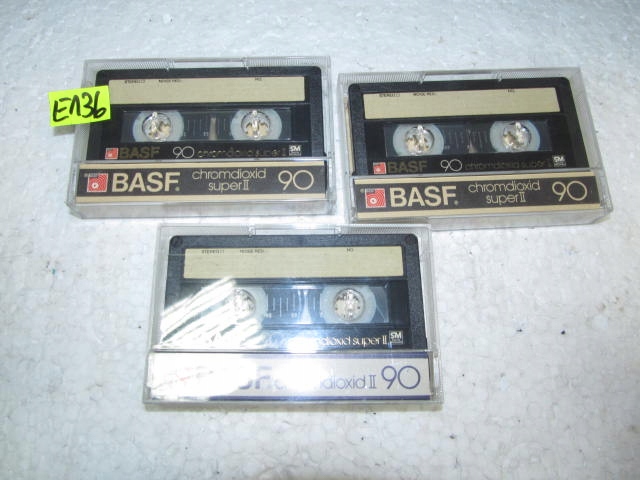 E136
STEREO NOISE RED. NO.
BASF 90 chromdioxid super II SM
BASF chromdioxid super II 90
STEREO NOISE RED. NO.
BASF 90 chromdioxid super II SM
BASF chromdioxid super II 90
STEREO NOISE RED. NO.
super II SM
II 90